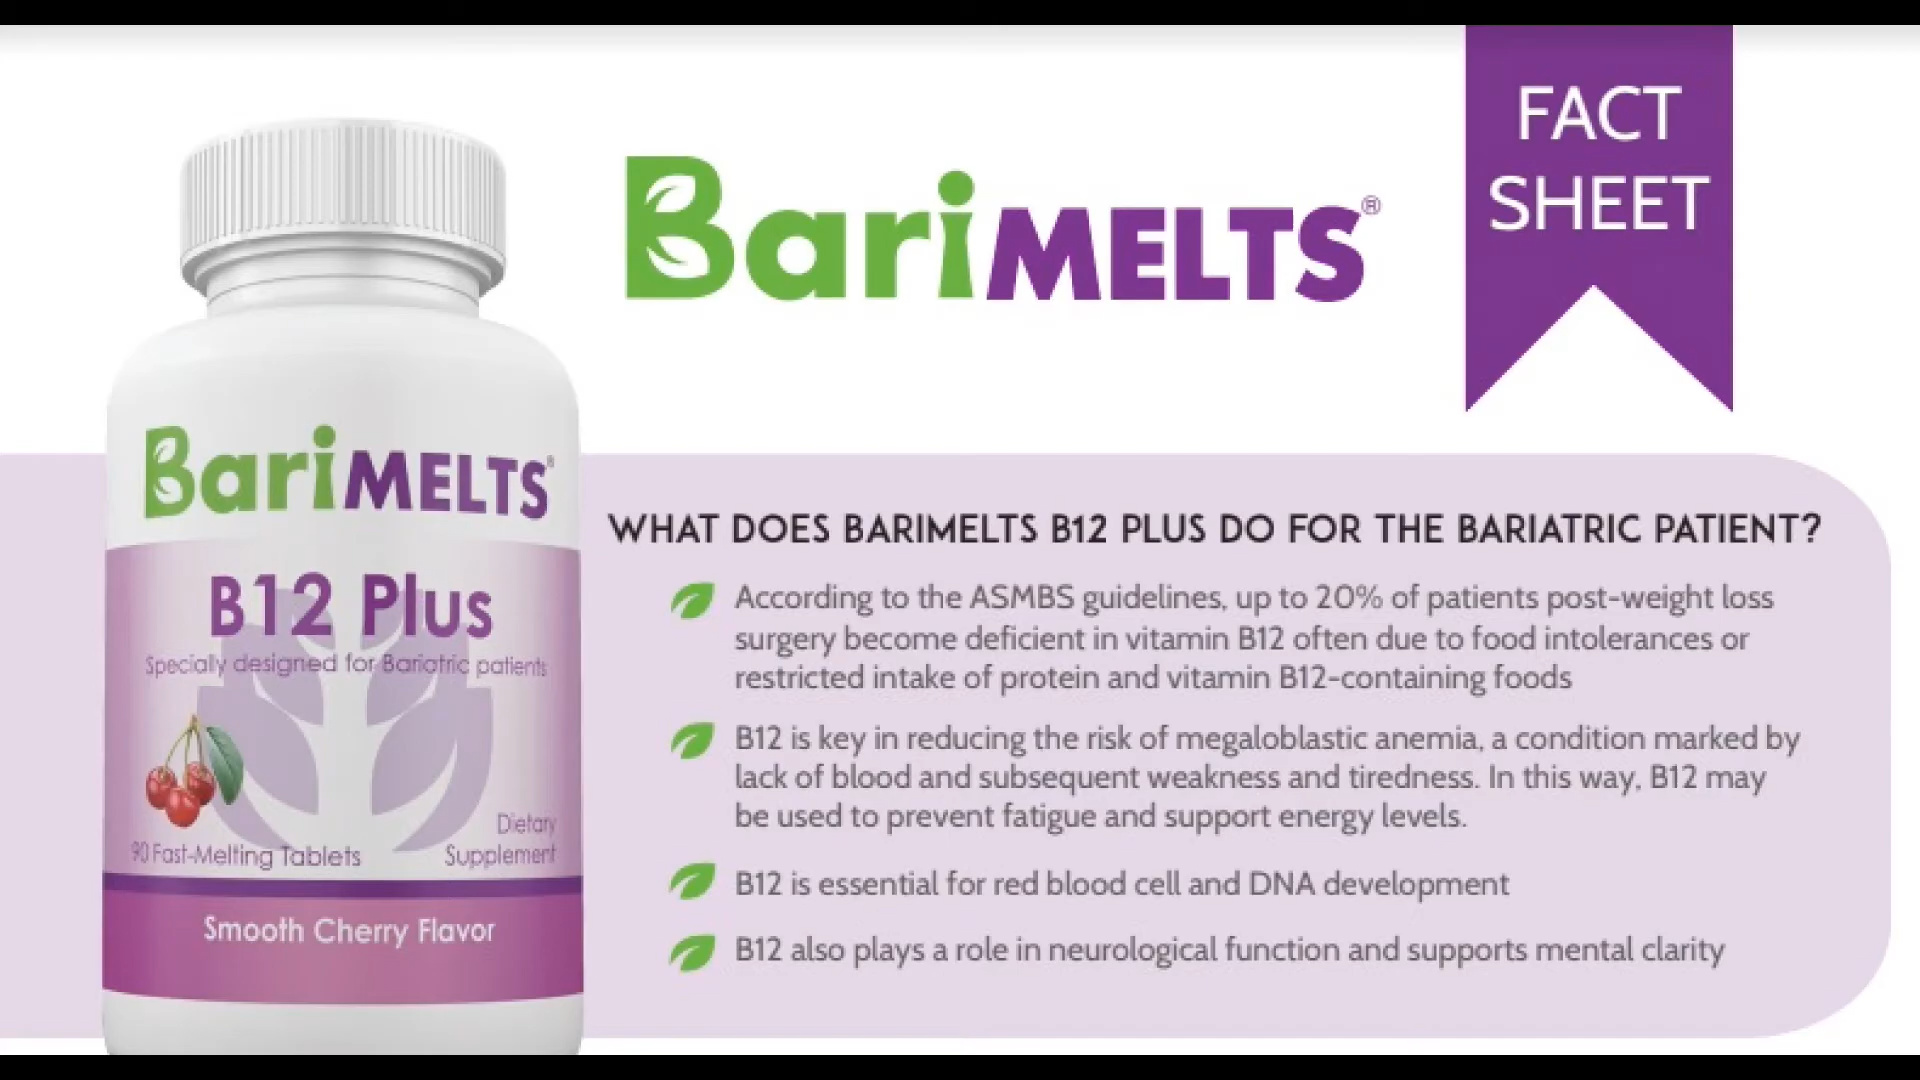 FACT
SHEET
BariMELTS®
BariMELTS®
B12 Plus
Specially designed for Bariatric patients
Dietary
90 Fast-Melting Tablets Supplement
Smooth Cherry Flavor
WHAT DOES BARIMELTS B12 PLUS DO FOR THE BARIATRIC PATIENT?
According to the ASMBS guidelines, up to 20% of patients post-weight loss
surgery become deficient in vitamin B12 often due to food intolerances or
restricted intake of protein and vitamin B12-containing foods
B12 is key in reducing the risk of megaloblastic anemia, a condition marked by
lack of blood and subsequent weakness and tiredness. In this way, B12 may
be used to prevent fatigue and support energy levels.
B12 is essential for red blood cell and DNA development
B12 also plays a role in neurological function and supports mental clarity